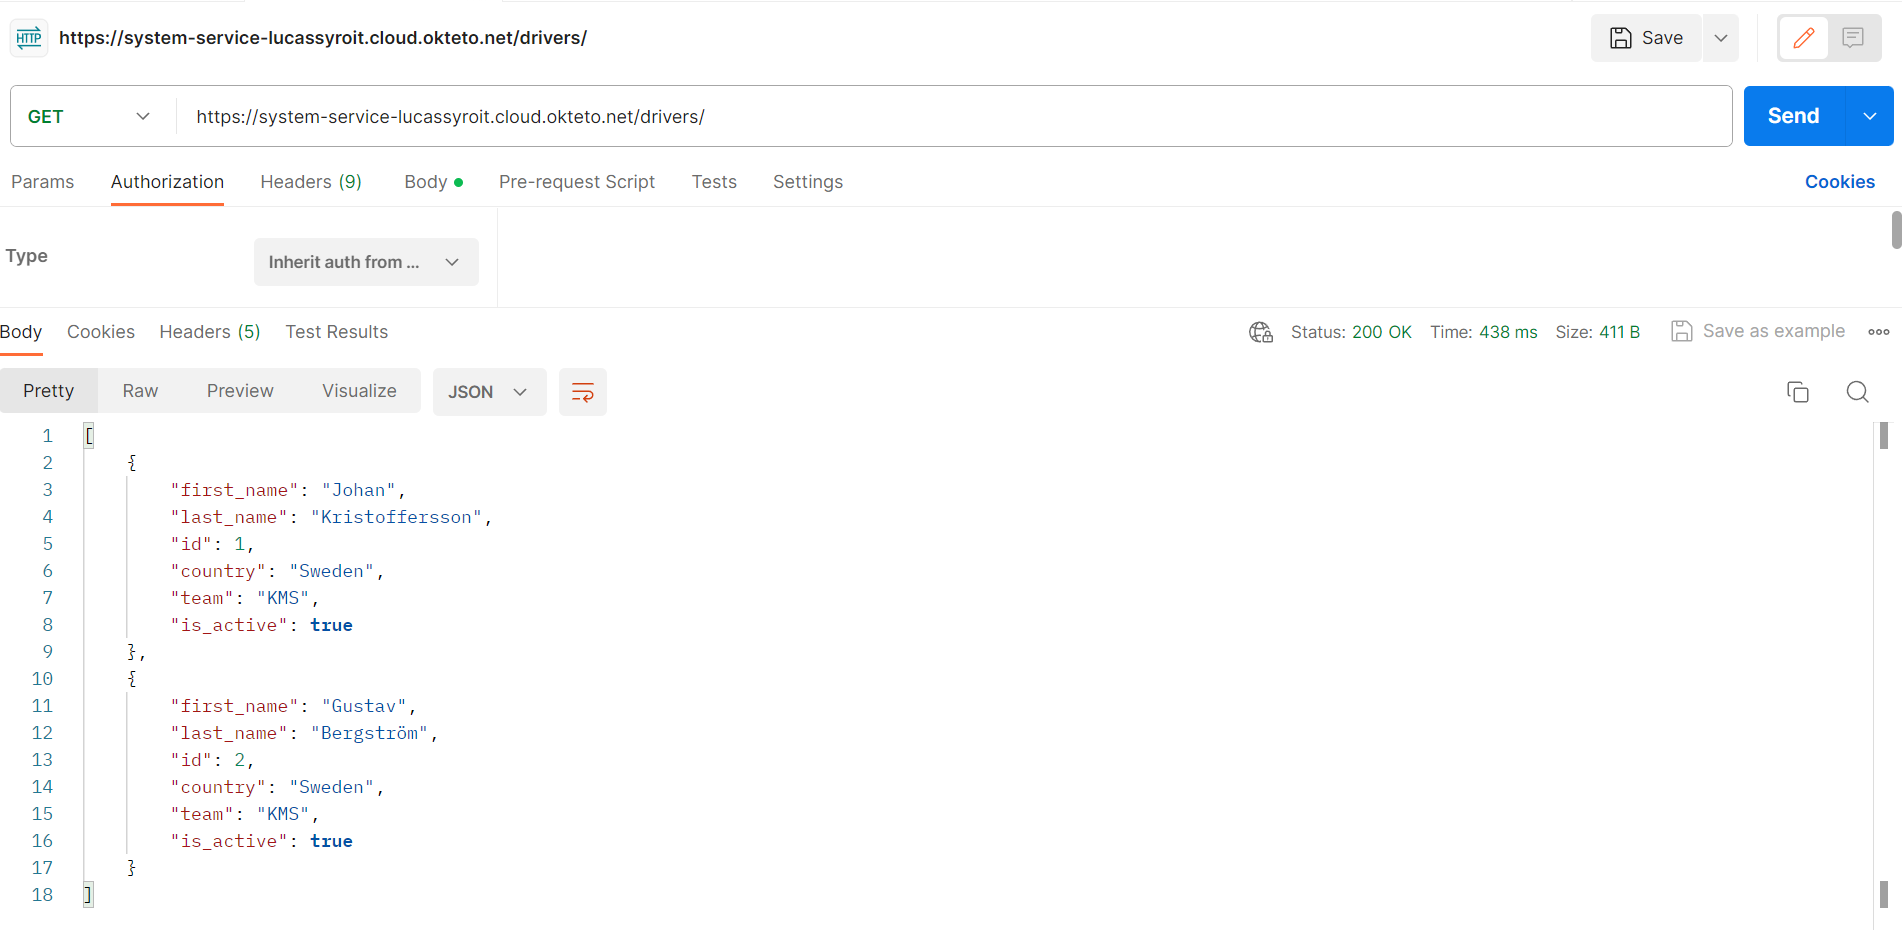 HTTP https://system-service-lucassyroit.cloud.okteto.net/drivers/ Save
GET https://system-service-lucassyroit.cloud.okteto.net/drivers/ Send
Params Authorization Headers (9) Body Pre-request Script Tests Settings Cookies
Type Inherit auth from ...
Body Cookies Headers (5) Test Results Status: 200 OK Time: 438 ms Size: 411 B Save as example
Pretty Raw Preview Visualize JSON
1 [
2 {
3 "first_name": "Johan",
4 "last_name": "Kristoffersson",
5 "id": 1,
6 "country": "Sweden",
7 "team": "KMS",
8 "is_active": true
9 },
10 {
11 "first_name": "Gustav",
12 "last_name": "Bergström",
13 "id": 2,
14 "country": "Sweden",
15 "team": "KMS",
16 "is_active": true
17 }
18 ]